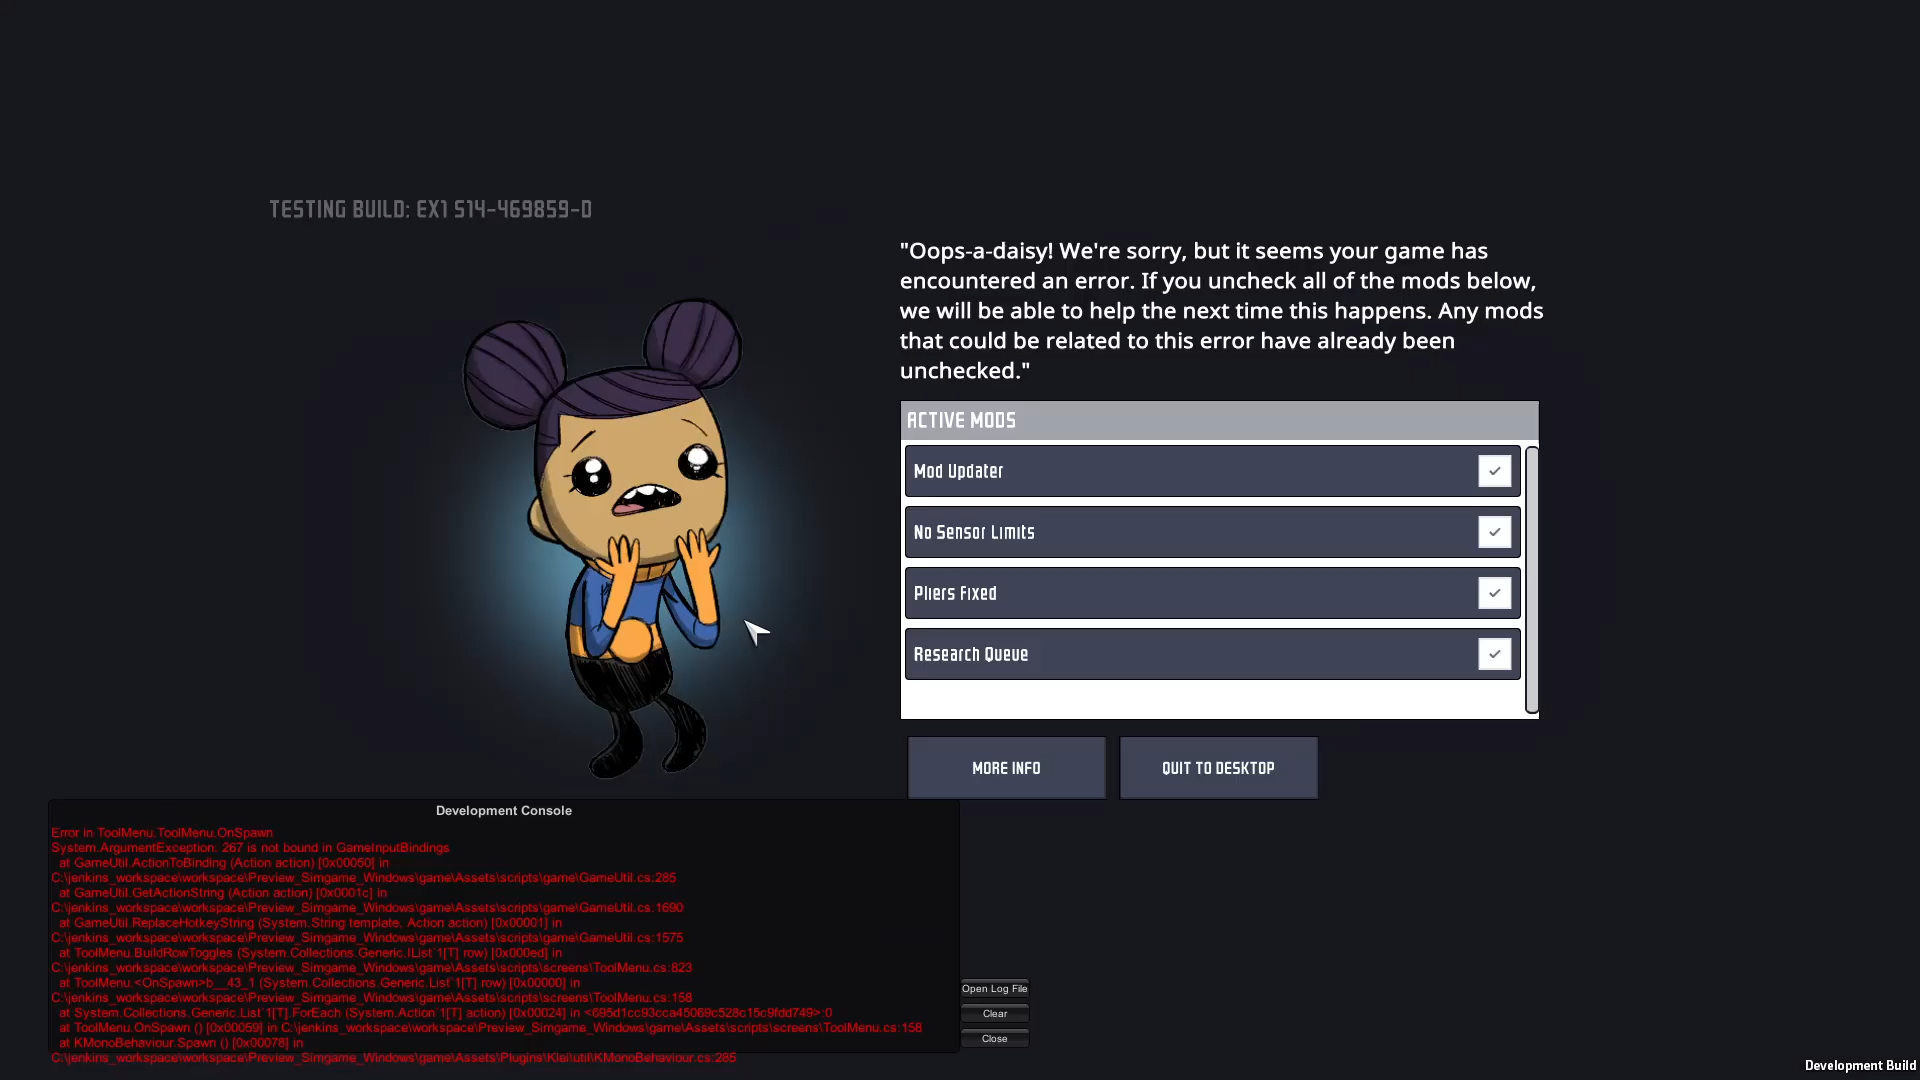 TESTING BUILD: EX1 S14-469859-D
"Oops-a-daisy! We're sorry, but it seems your game has
encountered an error. If you uncheck all of the mods below,
we will be able to help the next time this happens. Any mods
that could be related to this error have already been
unchecked."
ACTIVE MODS
Mod Updater
No Sensor Limits
Pliers Fixed
Research Queue
MORE INFO
QUIT TO DESKTOP
Development Console
Error in ToolMenu.ToolMenu.OnSpawn
System.ArgumentException: 267 is not bound in GameInputBindings
at GameUtil.ActionToBinding (Action action) [0x00050] in
C:\jenkins_workspace\workspace\Preview_Simgame_Windows\game\Assets\scripts\game\GameUtil.cs:285
at GameUtil.GetActionString (Action action) [0x0001c] in
C:\jenkins_workspace\workspace\Preview_Simgame_Windows\game\Assets\scripts\game\GameUtil.cs:1690
at GameUtil.ReplaceHotkeyString (System.String template, Action action) [0x00001] in
C:\jenkins_workspace\workspace\Preview_Simgame_Windows\game\Assets\scripts\game\GameUtil.cs:1575
at ToolMenu.BuildRowToggles (System.Collections.Generic.IList`1[T] row) [0x000ed] in
C:\jenkins_workspace\workspace\Preview_Simgame_Windows\game\Assets\scripts\screens\ToolMenu.cs:823
at ToolMenu.<OnSpawn>b__43_1 (System.Collections.Generic.List`1[T] row) [0x00000] in
C:\jenkins_workspace\workspace\Preview_Simgame_Windows\game\Assets\scripts\screens\ToolMenu.cs:158
at System.Collections.Generic.List`1[T].ForEach (System.Action`1[T] action) [0x00024] in <695d1cc93cca45069c528c15c9fdd749>:0
at ToolMenu.OnSpawn () [0x00059] in C:\jenkins_workspace\workspace\Preview_Simgame_Windows\game\Assets\scripts\screens\ToolMenu.cs:158
at KMonoBehaviour.Spawn () [0x00078] in
C:\jenkins_workspace\workspace\Preview_Simgame_Windows\game\Assets\Plugins\Klei\util\KMonoBehaviour.cs:285
Open Log File
Clear
Close
Development Build